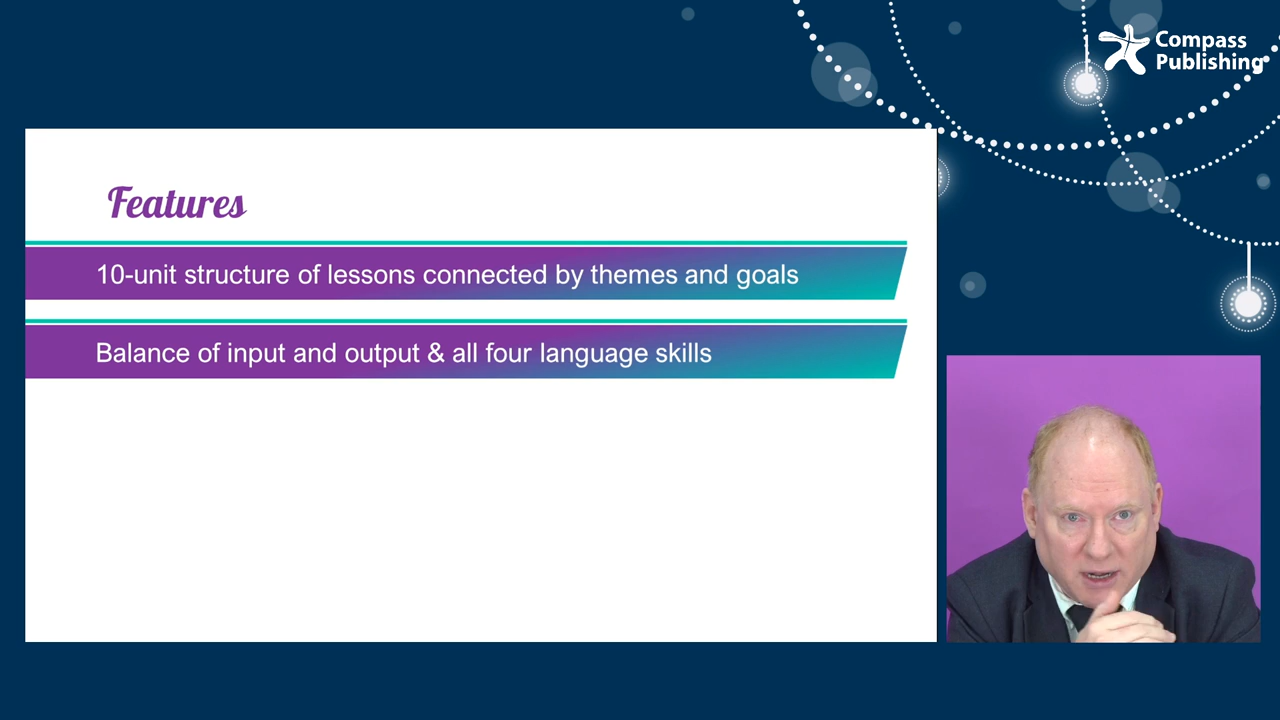 Compass
Publishing
Features
10-unit structure of lessons connected by themes and goals
Balance of input and output & all four language skills